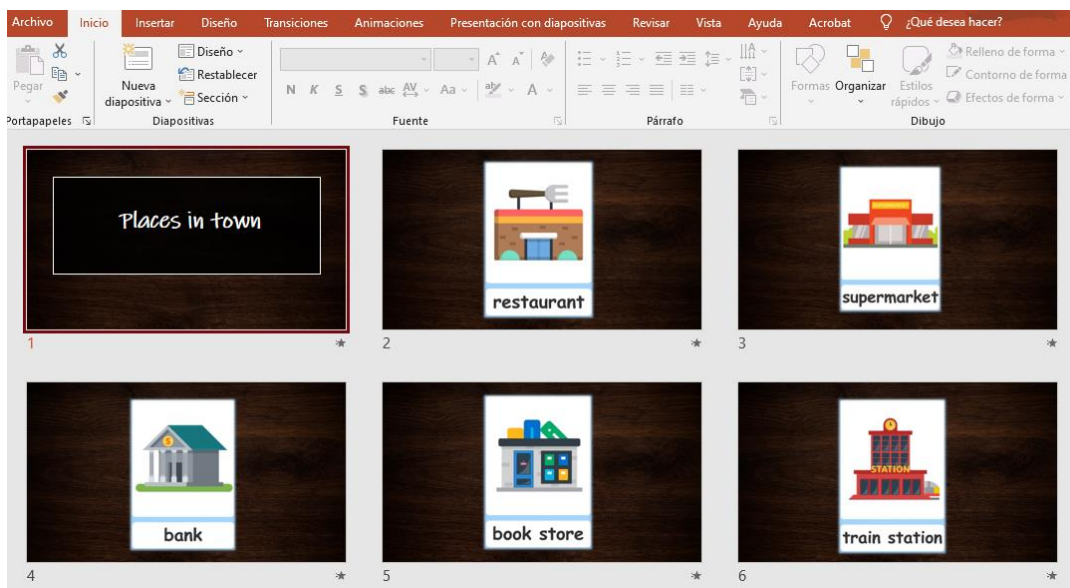 Archivo Inicio Insertar Diseño Transiciones Animaciones Presentación con diapositivas Revisar Vista Ayuda Acrobat ¿Qué desea hacer?
Pegar
Nueva diapositiva
Diseño
Restablecer
Sección
N K S S abc AV Aa A
A A
Formas Organizar Estilos rápidos
Relleno de forma
Contorno de forma
Efectos de forma
Portapapeles Diapositivas Fuente Párrafo Dibujo
Places in town
restaurant
SUPERMARKET
supermarket
1 2 3
bank
book store
STATION
train station
4 5 6